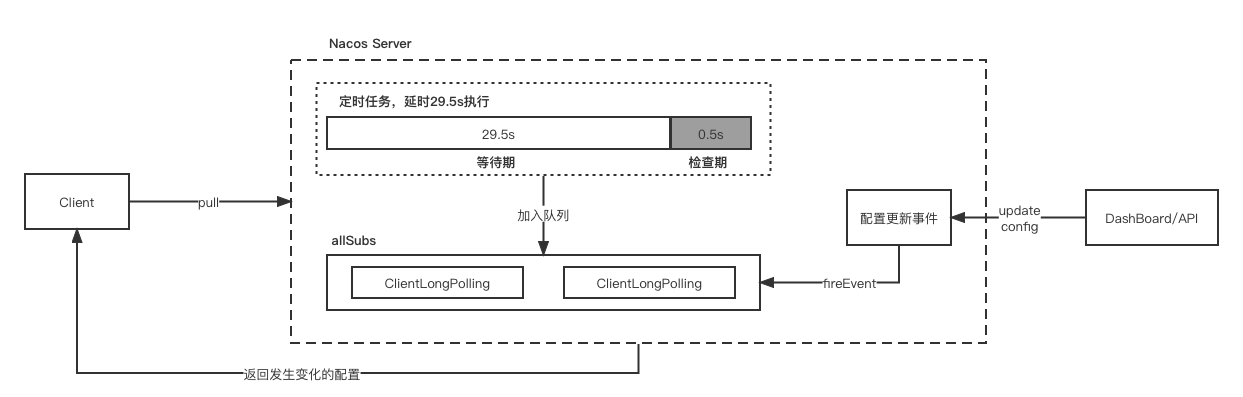 Nacos Server
定时任务，延时29.5s执行
29.5s
0.5s
等待期
检查期
Client
pull
加入队列
配置更新事件
update
config
DashBoard/API
allSubs
ClientLongPolling
ClientLongPolling
fireEvent
返回发生变化的配置